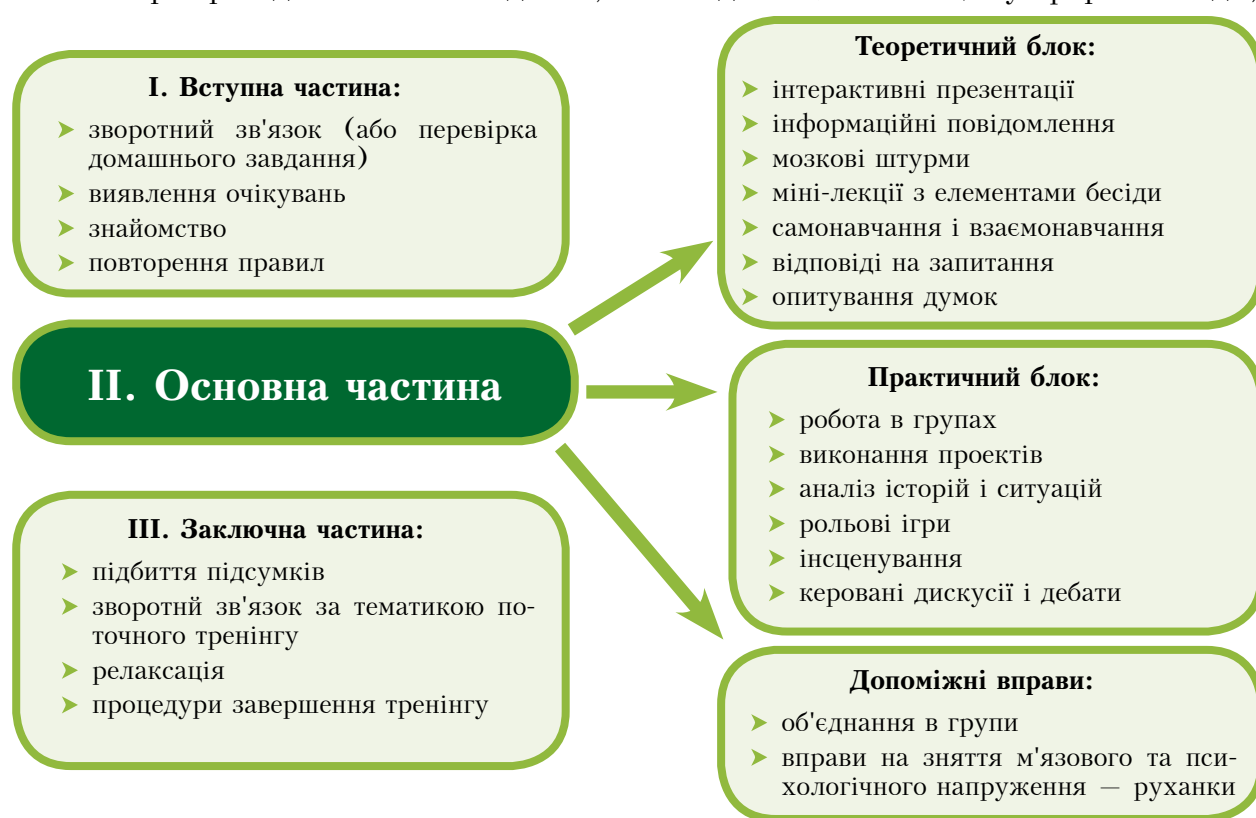 І. Вступна частина:
➤ зворотний зв'язок (або перевірка
домашнього завдання)
➤ виявлення очікувань
➤ знайомство
➤ повторення правил
ІІ. Основна частина
ІІІ. Заключна частина:
➤ підбиття підсумків
➤ зворотнй зв'язок за тематикою по-
точного тренінгу
➤ релаксація
➤ процедури завершення тренінгу
Теоретичний блок:
➤ інтерактивні презентації
➤ інформаційні повідомлення
➤ мозкові штурми
➤ міні-лекції з елементами бесіди
➤ самонавчання і взаємонавчання
➤ відповіді на запитання
➤ опитування думок
Практичний блок:
➤ робота в групах
➤ виконання проектів
➤ аналіз історій і ситуацій
➤ рольові ігри
➤ інсценування
➤ керовані дискусії і дебати
Допоміжні вправи:
➤ об'єднання в групи
➤ вправи на зняття м'язового та пси-
хологічного напруження — руханки